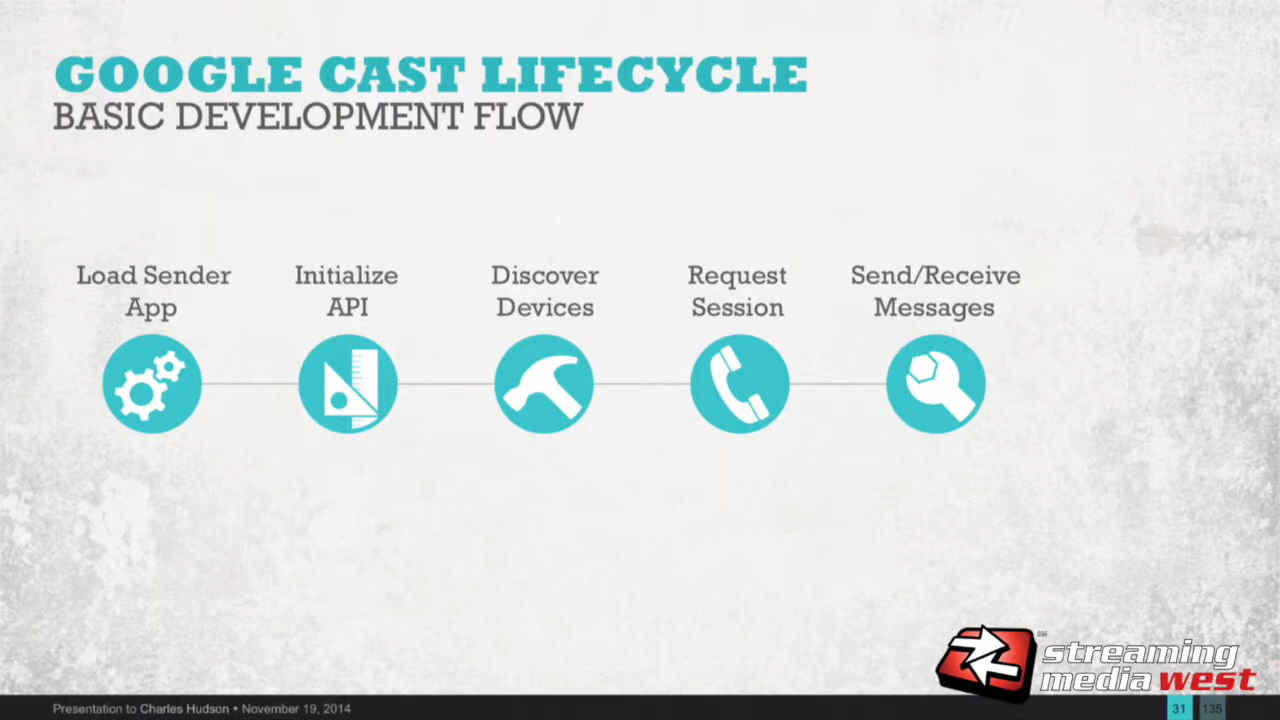 GOOGLE CAST LIFECYCLE
BASIC DEVELOPMENT FLOW
Load Sender
App
Initialize
API
Discover
Devices
Request
Session
Send/Receive
Messages
streaming
media west
Presentation to Charles Hudson • November 19, 2014
31 135